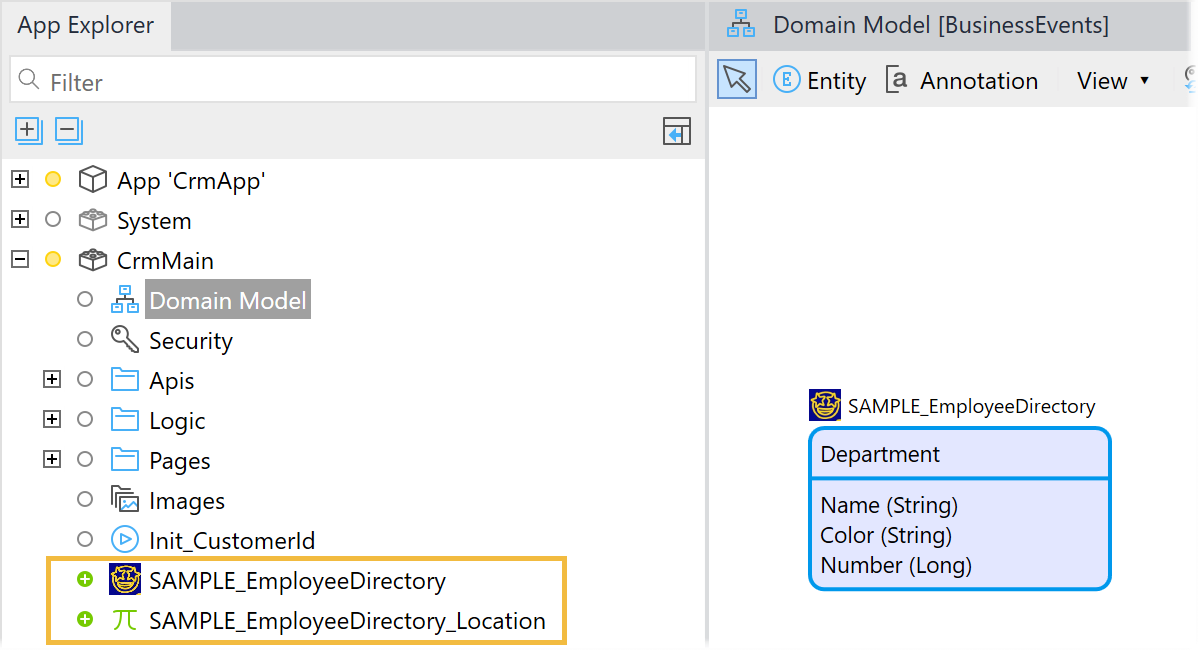 App Explorer
Filter
App 'CrmApp'
System
CrmMain
Domain Model
Security
Apis
Logic
Pages
Images
Init_CustomerId
SAMPLE_EmployeeDirectory
π SAMPLE_EmployeeDirectory_Location
Domain Model [BusinessEvents]
E Entity a Annotation View
SAMPLE_EmployeeDirectory
Department
Name (String)
Color (String)
Number (Long)